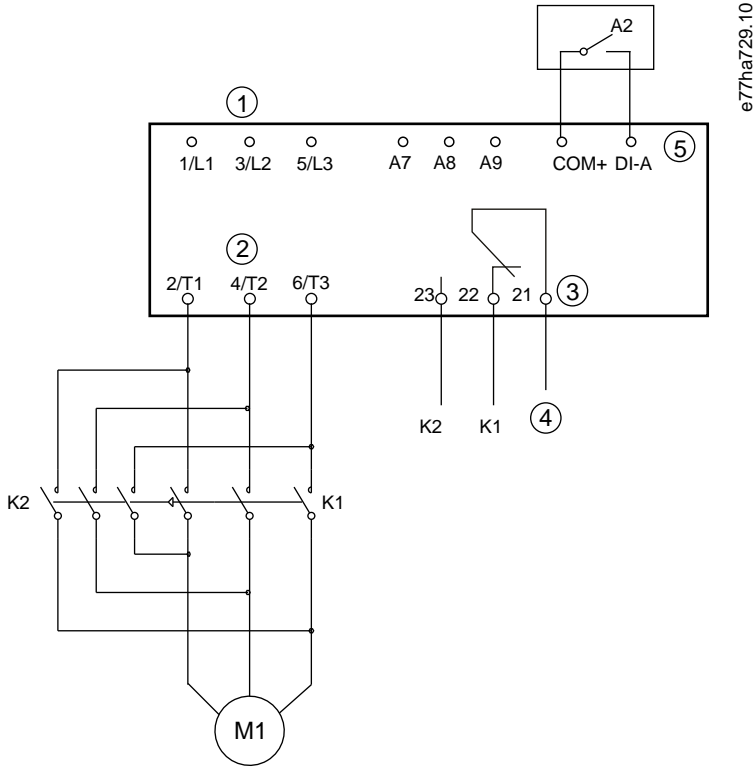 e77ha729.10
A2
1
1/L1 3/L2 5/L3 A7 A8 A9 COM+ DI-A 5
2
2/T1 4/T2 6/T3 23 22 21 3
K2 K1 4
K2 K1
M1